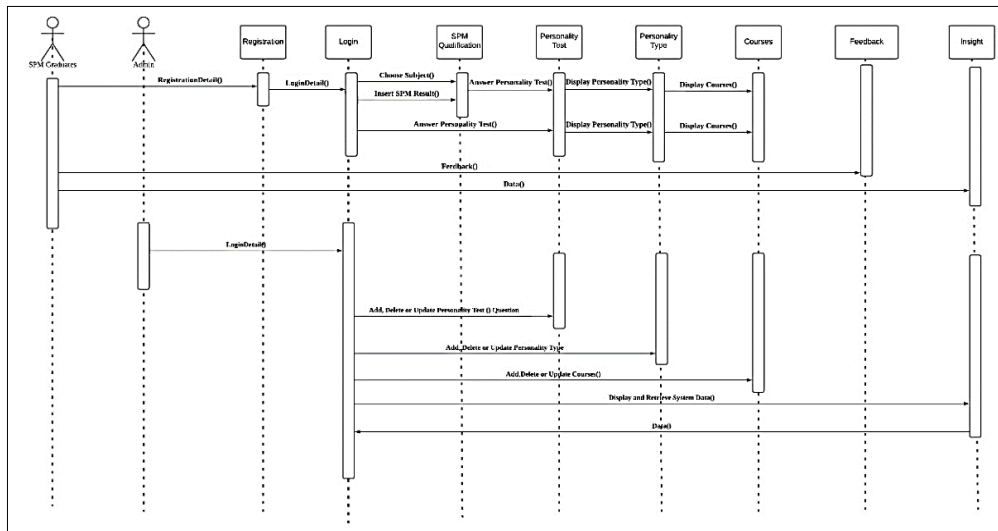 SPM Graduates
Admin
Registration
Login
SPM
Qudification
Personality
Test
Personality
Type
Courses
Feedback
Insight
Choose Subject()
RegistrationDetail()
LoginDetail()
Answer Personality Test()
Display Personality Type()
Display Courses()
Insert SPM Result()
Answer Personality Test()
Display Personality Type()
Display Courses()
Feedback()
Data()
LoginDetail()
Add, Delete or Update Personality Test () Question
Add, Delete or Update Personality Type
Add,Delete or Update Courses()
Display and Retrieve System Data()
Data()